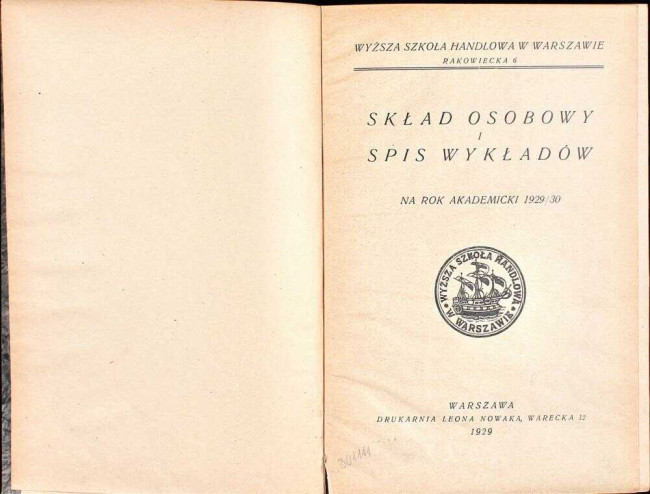 WYŻSZA SZKOŁA HANDLOWA W WARSZAWIE
RAKOWIECKA 6
SKŁAD OSOBOWY
I
SPIS WYKŁADÓW
NA ROK AKADEMICKI 1929/30
• WYŻSZA SZKOŁA HANDLOWA •
W WARSZAWIE
WARSZAWA
DRUKARNIA LEONA NOWAKA, WARECKA 12
1929